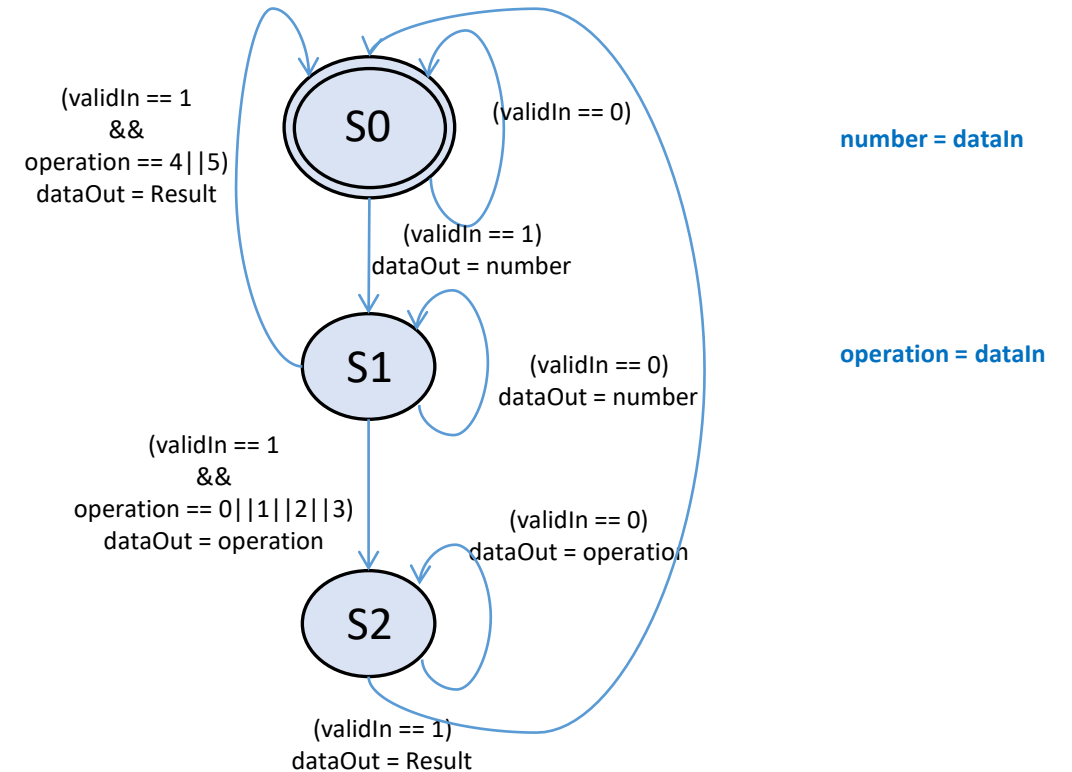 (validIn == 1
&&
operation == 4||5)
dataOut = Result
S0
(validIn == 0)
number = dataIn
(validIn == 1)
dataOut = number
S1
(validIn == 0)
dataOut = number
operation = dataIn
(validIn == 1
&&
operation == 0||1||2||3)
dataOut = operation
(validIn == 0)
dataOut = operation
S2
(validIn == 1)
dataOut = Result